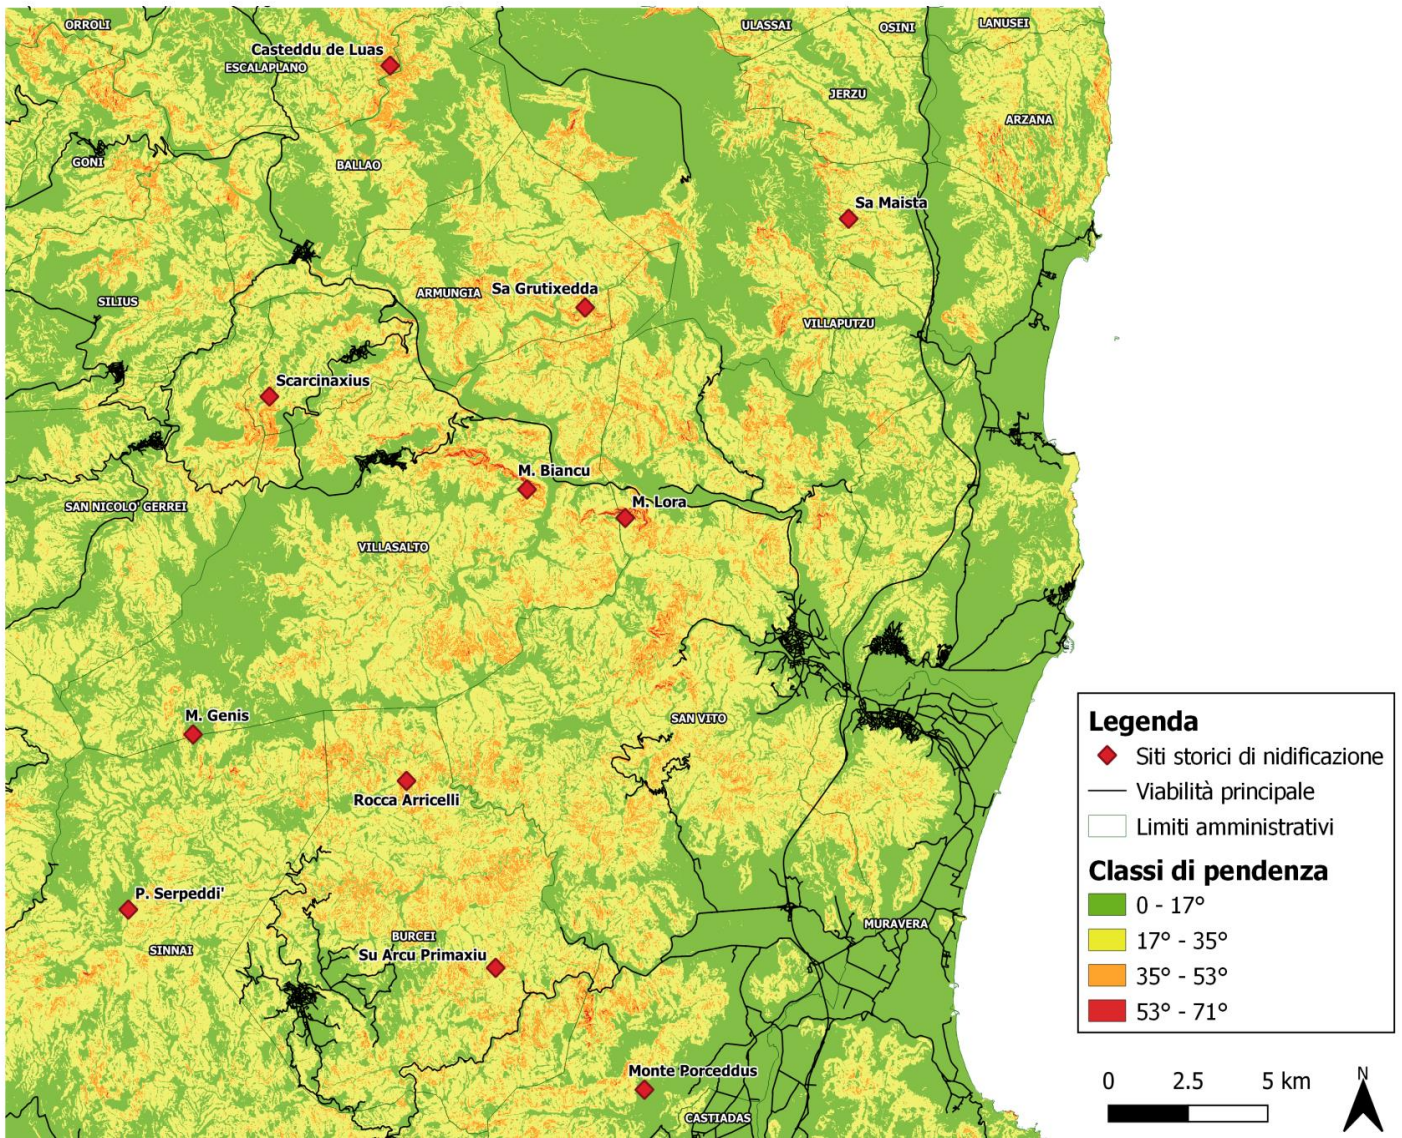 ORROLI
ULASSAI
OSINI
LANUSEI
Casteddu de Luas
ESCALAPLANO
JERZU
ARZANA
GONI
BALLAO
Sa Maista
Sa Grutixedda
ARMUNGIA
SILIUS
VILLAPUTZU
Scarcinaxius
M. Biancu
M. Lora
SAN NICOLO' GERREI
VILLASALTO
M. Genis
SAN VITO
Rocca Arricelli
P. Serpeddi'
SINNAI
BURCEI
Su Arcu Primaxiu
MURAVERA
Monte Porceddus
CASTIADAS
Legenda
Siti storici di nidificazione
Viabilità principale
Limiti amministrativi
Classi di pendenza
0 - 17°
17° - 35°
35° - 53°
53° - 71°
0 2.5 5 km
N